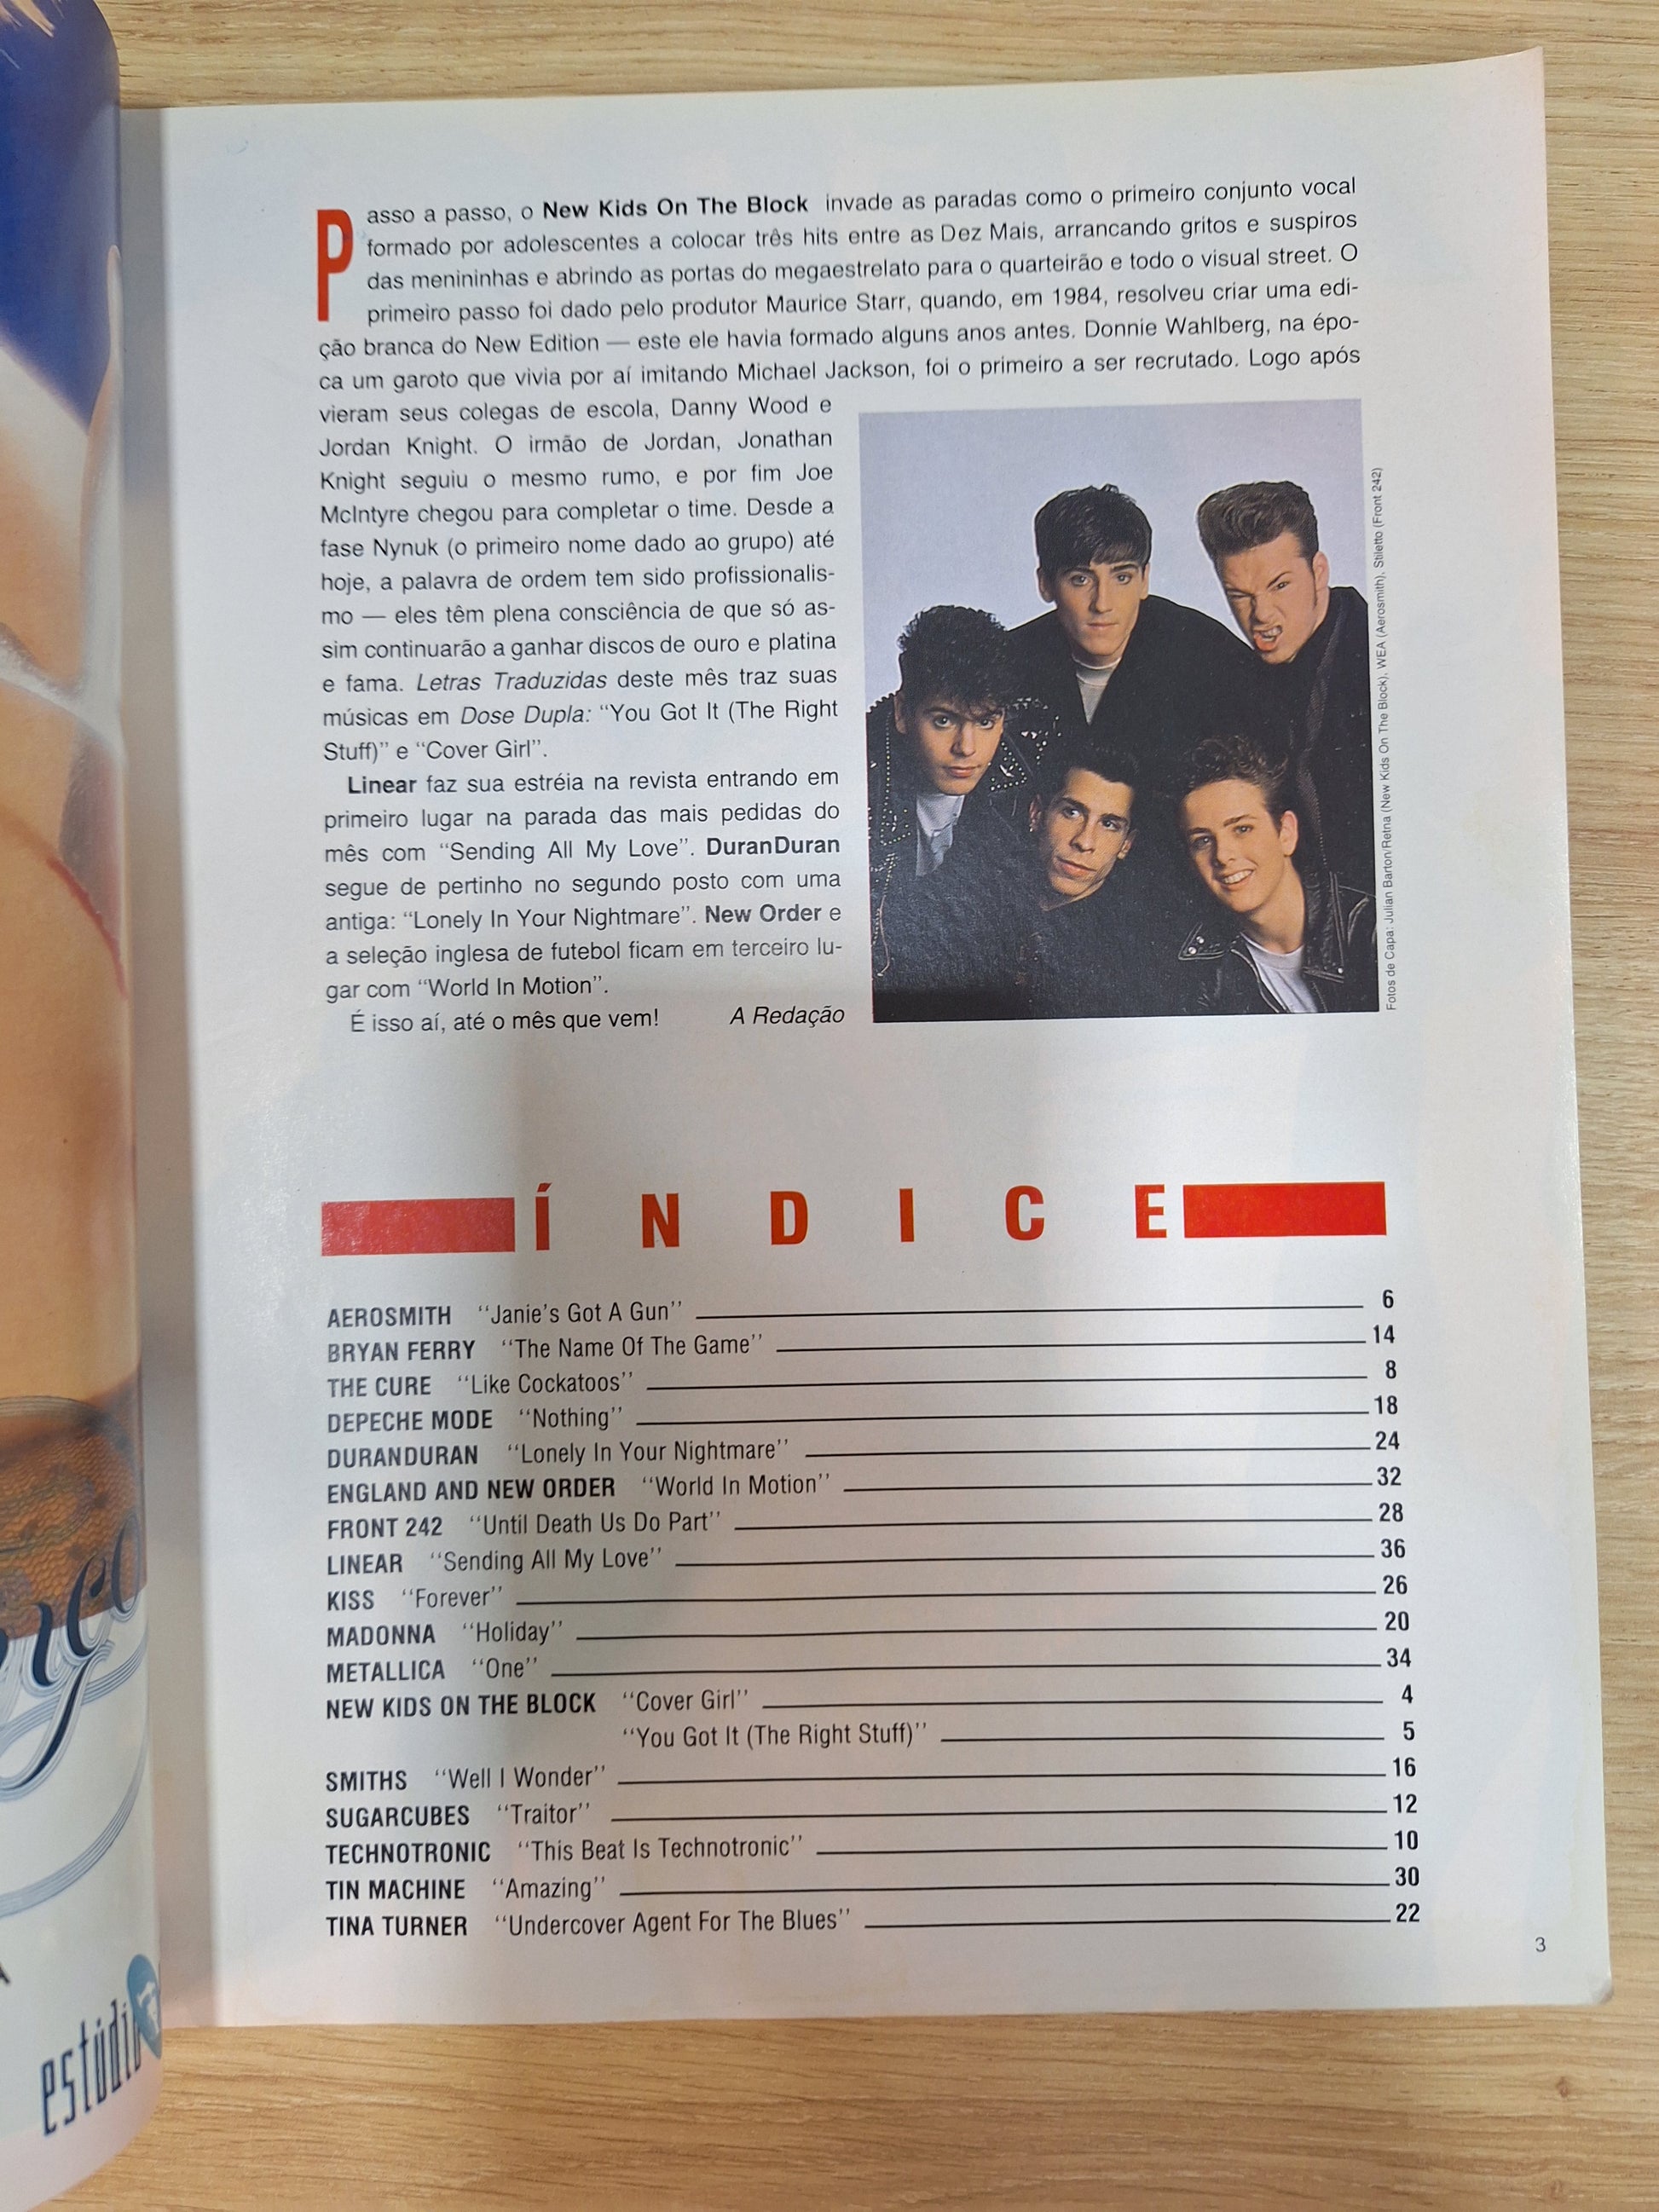 Passo a passo, o New Kids On The Block invade as paradas como o primeiro conjunto vocal
formado por adolescentes a colocar três hits entre as Dez Mais, arrancando gritos e suspiros
das menininhas e abrindo as portas do megaestrelato para o quarteirão e todo o visual street. O
primeiro passo foi dado pelo produtor Maurice Starr, quando, em 1984, resolveu criar uma edi-
ção branca do New Edition — este ele havia formado alguns anos antes. Donnie Wahlberg, na épo-
ca um garoto que vivia por aí imitando Michael Jackson, foi o primeiro a ser recrutado. Logo após
vieram seus colegas de escola, Danny Wood e
Jordan Knight. O irmão de Jordan, Jonathan
Knight seguiu o mesmo rumo, e por fim Joe
McIntyre chegou para completar o time. Desde a
fase Nynuk (o primeiro nome dado ao grupo) até
hoje, a palavra de ordem tem sido profissionalis-
mo — eles têm plena consciência de que só as-
sim continuarão a ganhar discos de ouro e platina
e fama. Letras Traduzidas deste mês traz suas
músicas em Dose Dupla: "You Got It (The Right
Stuff)" e "Cover Girl".
Linear faz sua estréia na revista entrando em
primeiro lugar na parada das mais pedidas do
mês com "Sending All My Love". DuranDuran
segue de pertinho no segundo posto com uma
antiga: "Lonely In Your Nightmare". New Order e
a seleção inglesa de futebol ficam em terceiro lu-
gar com "World In Motion".
É isso aí, até o mês que vem! A Redação
Fotos de Capa: Julian Barton/Retna (New Kids On The Block), WEA (Aerosmith), Stiletto (Front 242)
ÍNDICE
AEROSMITH "Janie's Got A Gun" 6
BRYAN FERRY "The Name Of The Game" 14
THE CURE "Like Cockatoos" 8
DEPECHE MODE "Nothing" 18
DURANDURAN "Lonely In Your Nightmare" 24
ENGLAND AND NEW ORDER "World In Motion" 32
FRONT 242 "Until Death Us Do Part" 28
LINEAR "Sending All My Love" 36
KISS "Forever" 26
MADONNA "Holiday" 20
METALLICA "One" 34
NEW KIDS ON THE BLOCK "Cover Girl" 4
"You Got It (The Right Stuff)" 5
SMITHS "Well I Wonder" 16
SUGARCUBES "Traitor" 12
TECHNOTRONIC "This Beat Is Technotronic" 10
TIN MACHINE "Amazing" 30
TINA TURNER "Undercover Agent For The Blues" 22
3